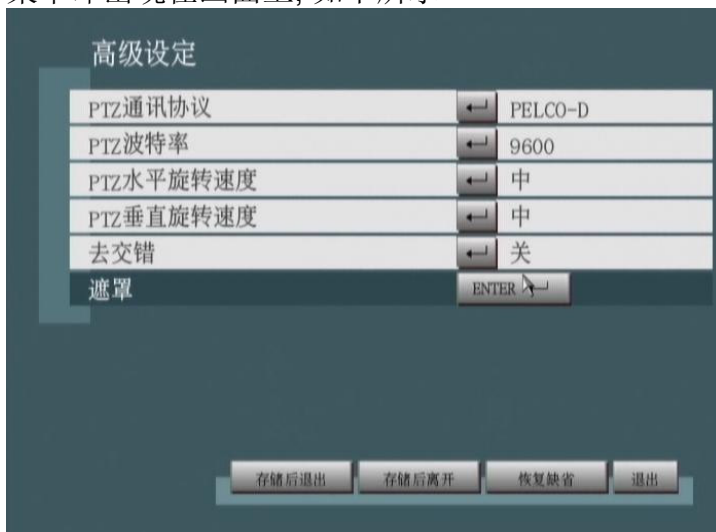 高级设定
PTZ通讯协议 PELCO-D
PTZ波特率 9600
PTZ水平旋转速度 中
PTZ垂直旋转速度 中
去交错 关
遮罩 ENTER
存储后退出 存储后离开 恢复缺省 退出